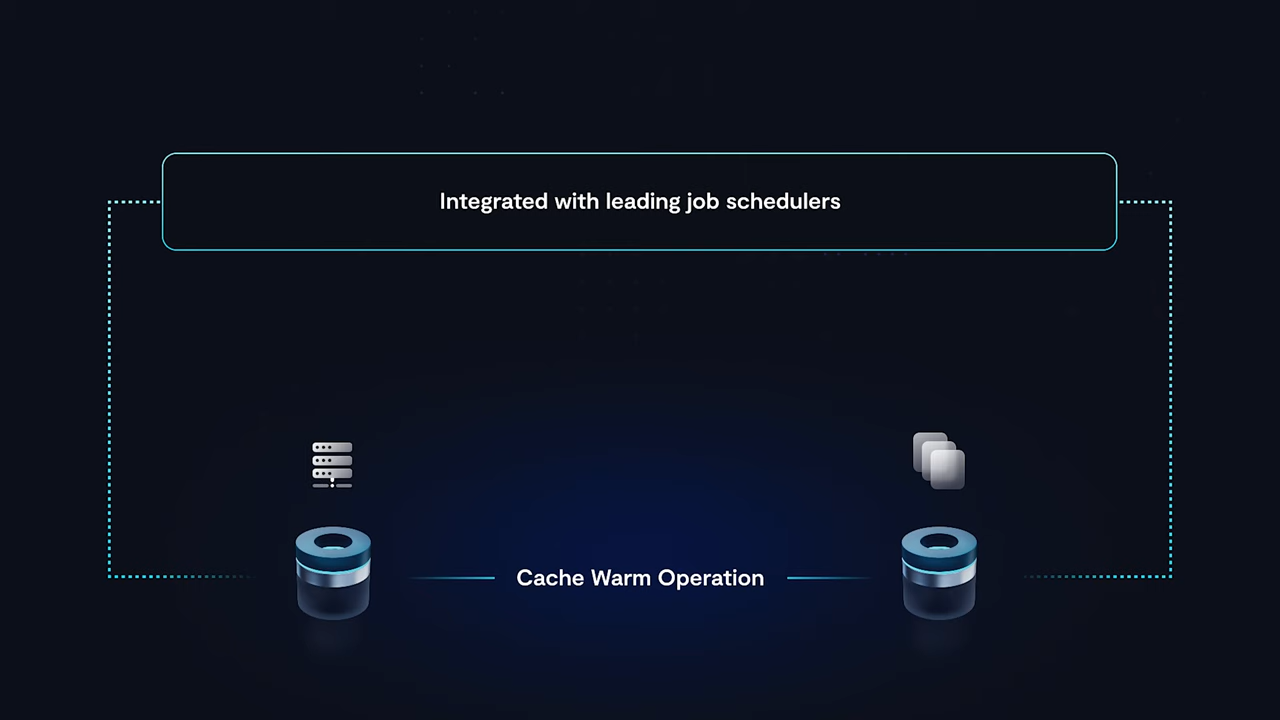 Integrated with leading job schedulers
Cache Warm Operation